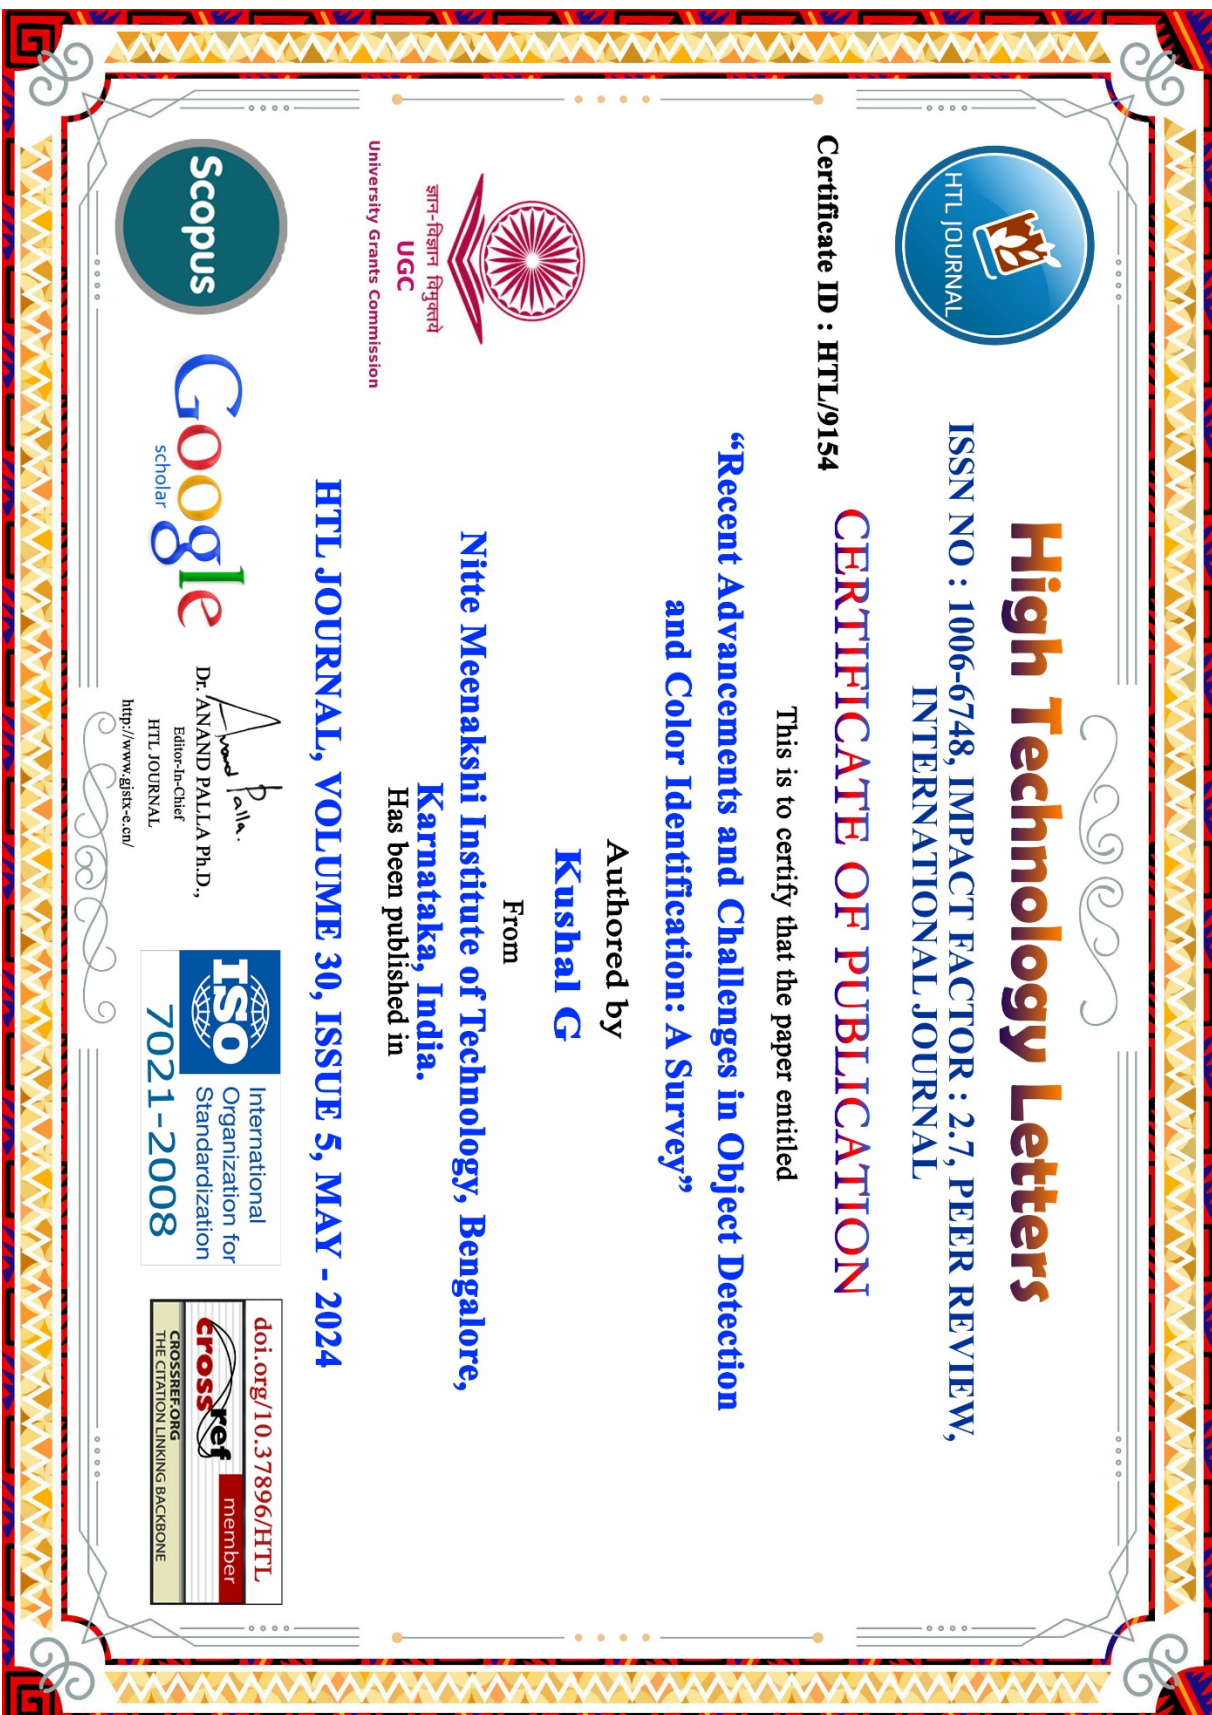 HTL JOURNAL
High Technology Letters
ISSN NO : 1006-6748, IMPACT FACTOR : 2.7, PEER REVIEW,
INTERNATIONAL JOURNAL
Certificate ID : HTL/9154
CERTIFICATE OF PUBLICATION
This is to certify that the paper entitled
“Recent Advancements and Challenges in Object Detection
and Color Identification: A Survey”
Authored by
Kushal G
From
Nitte Meenakshi Institute of Technology, Bengalore,
Karnataka, India.
Has been published in
HTL JOURNAL, VOLUME 30, ISSUE 5, MAY - 2024
ज्ञान-विज्ञान विमुक्तये
UGC
University Grants Commission
Scopus
Google
scholar
Anand Palla.
Dr. ANAND PALLA Ph.D.,
Editor-In-Chief
HTL JOURNAL
http://www.gjstx-e.cn/
ISO
International
Organization for
Standardization
7021-2008
doi.org/10.37896/HTL
crossref
member
CROSSREF.ORG
THE CITATION LINKING BACKBONE